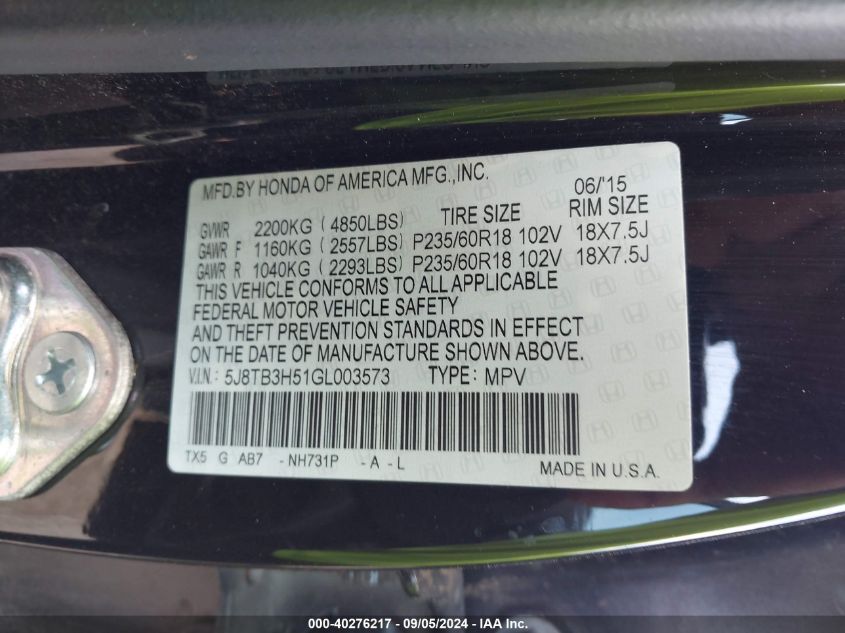 MFD.BY HONDA OF AMERICA MFG.,INC. 06/'15
GVWR 2200KG (4850LBS) TIRE SIZE RIM SIZE
GAWR F 1160KG (2557LBS) P235/60R18 102V 18X7.5J
GAWR R 1040KG (2293LBS) P235/60R18 102V 18X7.5J
THIS VEHICLE CONFORMS TO ALL APPLICABLE
FEDERAL MOTOR VEHICLE SAFETY
AND THEFT PREVENTION STANDARDS IN EFFECT
ON THE DATE OF MANUFACTURE SHOWN ABOVE.
V.I.N.: 5J8TB3H51GL003573 TYPE: MPV
TX5 G AB7 -NH731P -A-L MADE IN U.S.A.
000-40276217 - 09/05/2024 - IAA, Inc.